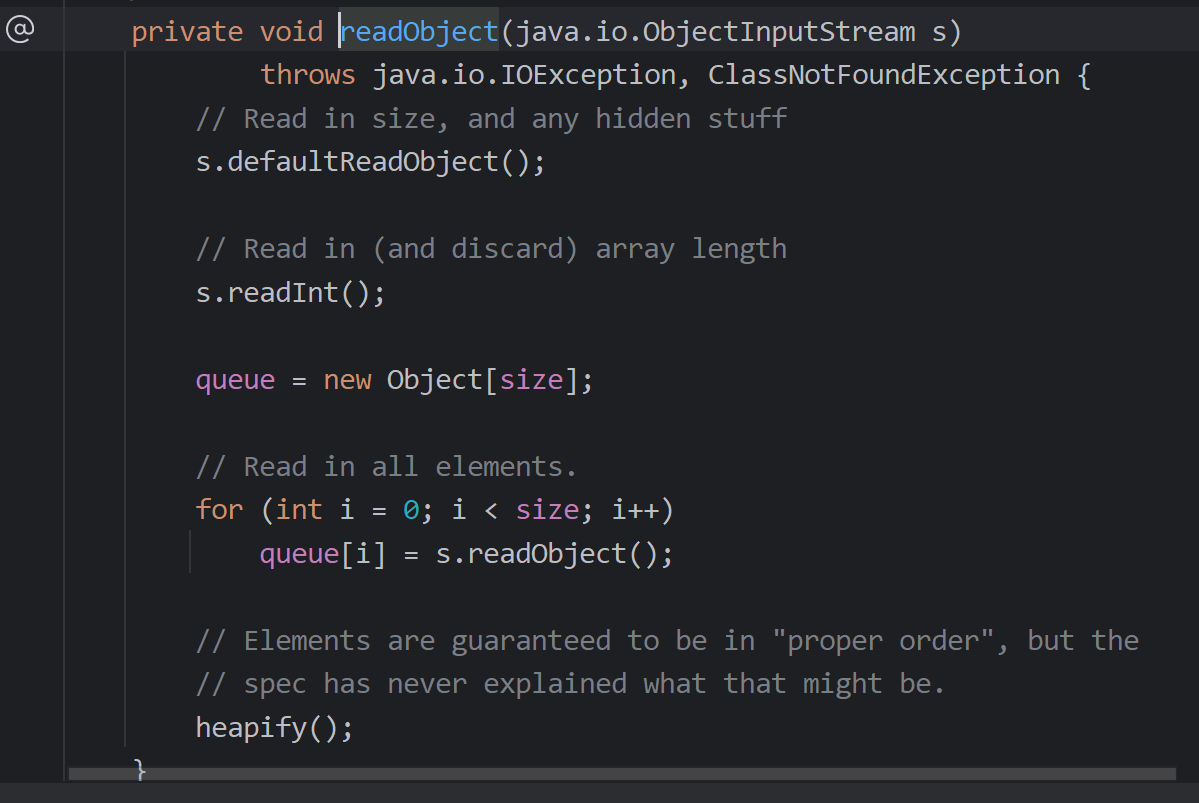 @
private void readObject(java.io.ObjectInputStream s)
        throws java.io.IOException, ClassNotFoundException {
    // Read in size, and any hidden stuff
    s.defaultReadObject();

    // Read in (and discard) array length
    s.readInt();

    queue = new Object[size];

    // Read in all elements.
    for (int i = 0; i < size; i++)
        queue[i] = s.readObject();

    // Elements are guaranteed to be in "proper order", but the
    // spec has never explained what that might be.
    heapify();
}